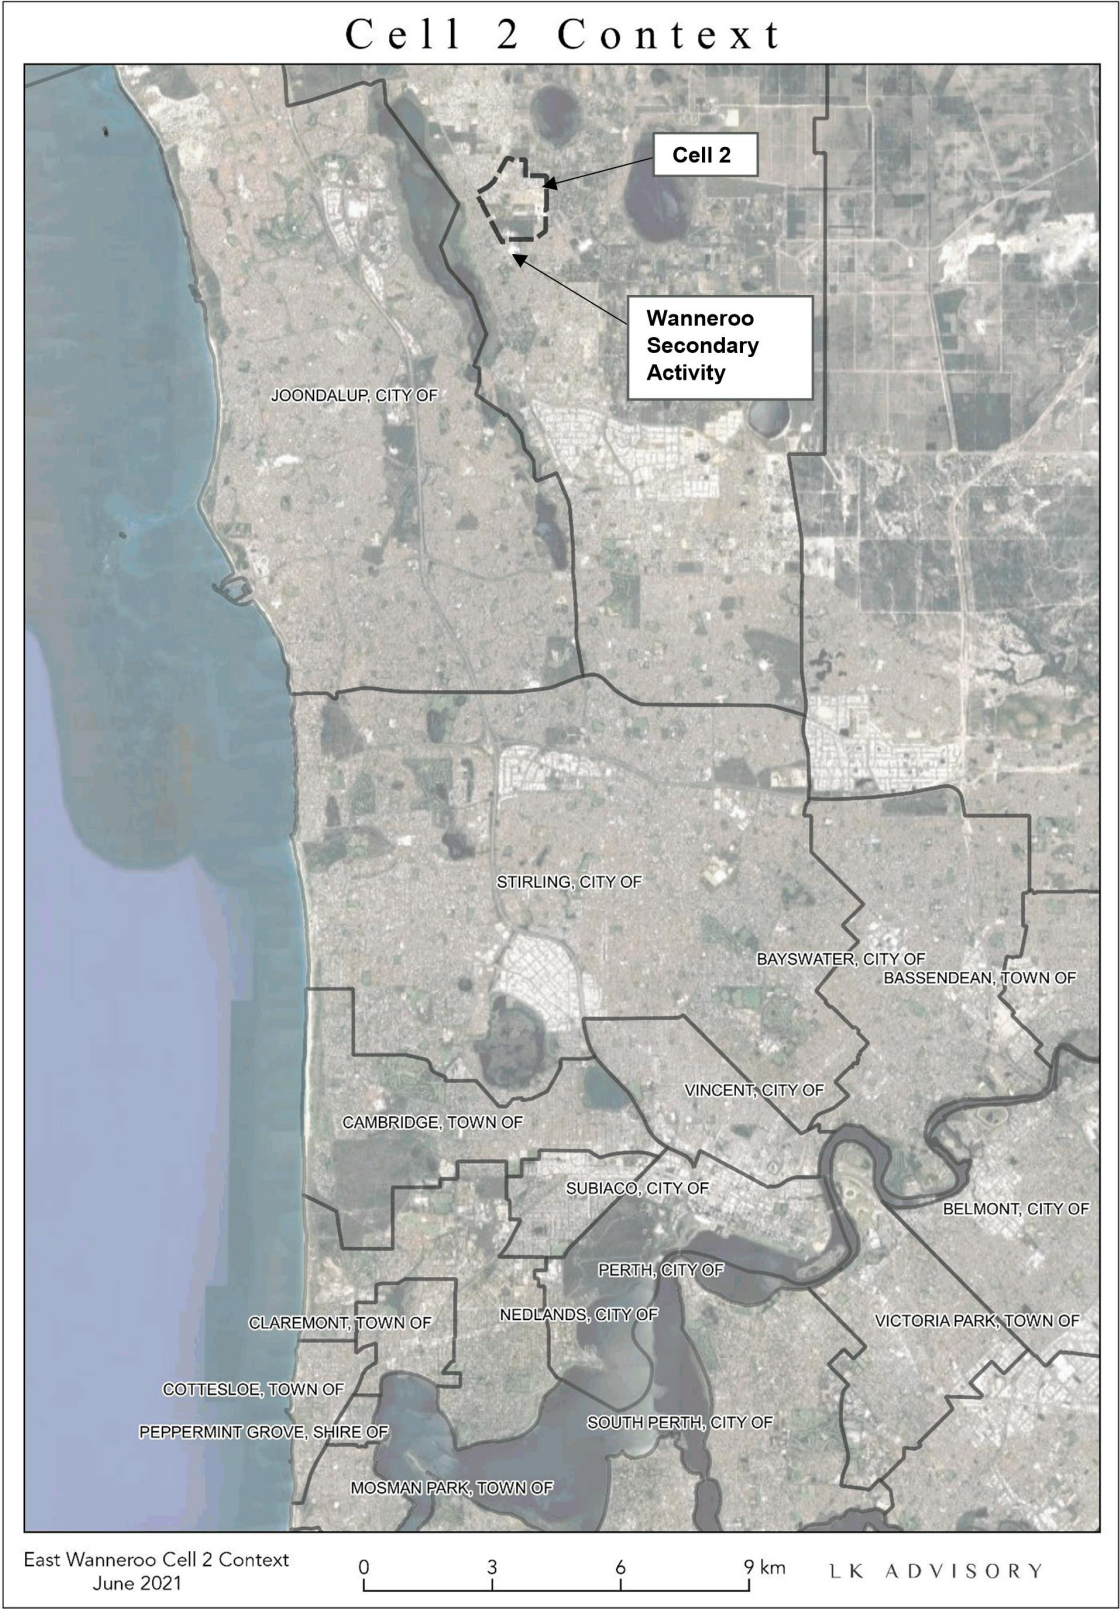 Cell 2 Context
Cell 2
Wanneroo
Secondary
Activity
JOONDALUP, CITY OF
STIRLING, CITY OF
BAYSWATER, CITY OF
BASSENDEAN, TOWN OF
VINCENT, CITY OF
CAMBRIDGE, TOWN OF
SUBIACO, CITY OF
BELMONT, CITY OF
PERTH, CITY OF
NEDLANDS, CITY OF
CLAREMONT, TOWN OF
VICTORIA PARK, TOWN OF
COTTESLOE, TOWN OF
SOUTH PERTH, CITY OF
PEPPERMINT GROVE, SHIRE OF
MOSMAN PARK, TOWN OF
East Wanneroo Cell 2 Context
June 2021
0 3 6 9 km
LK ADVISORY